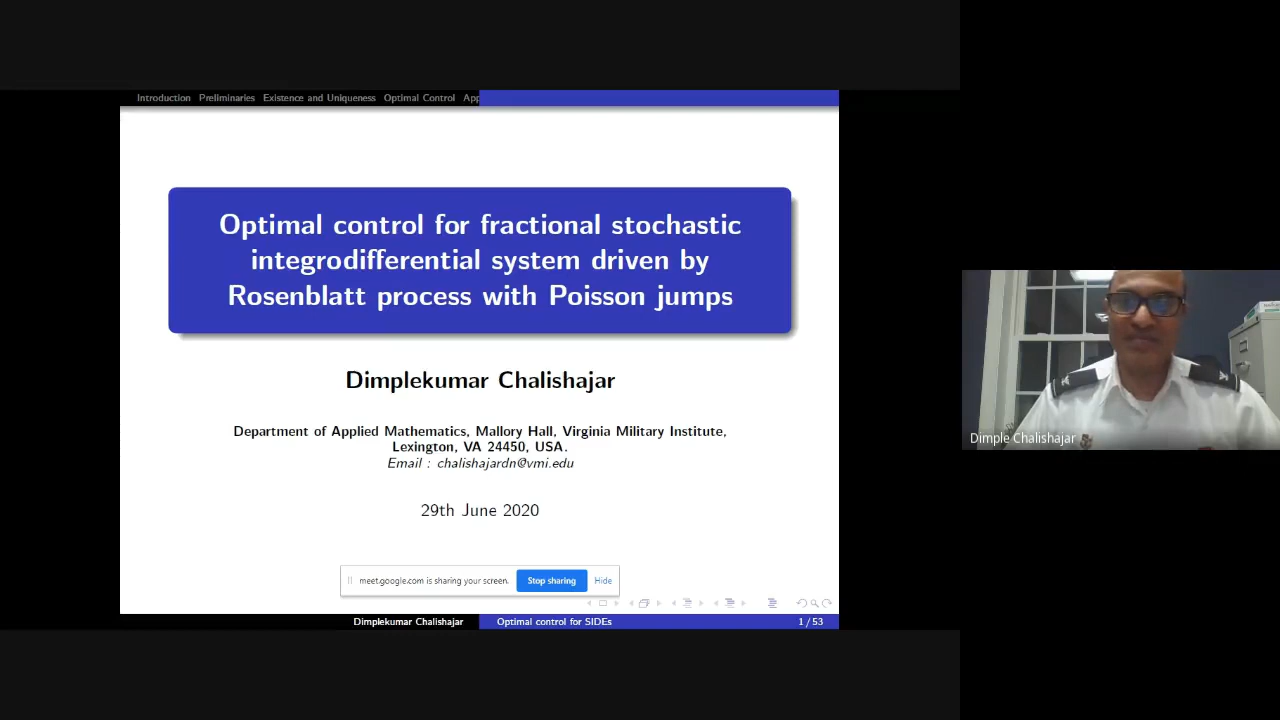 Introduction Preliminaries Existence and Uniqueness Optimal Control App
Optimal control for fractional stochastic
integrodifferential system driven by
Rosenblatt process with Poisson jumps
Dimplekumar Chalishajar
Department of Applied Mathematics, Mallory Hall, Virginia Military Institute,
Lexington, VA 24450, USA.
Email : chalishajardn@vmi.edu
29th June 2020
meet.google.com is sharing your screen. Stop sharing Hide
Dimplekumar Chalishajar Optimal control for SIDEs 1 / 53
Dimple Chalishajar